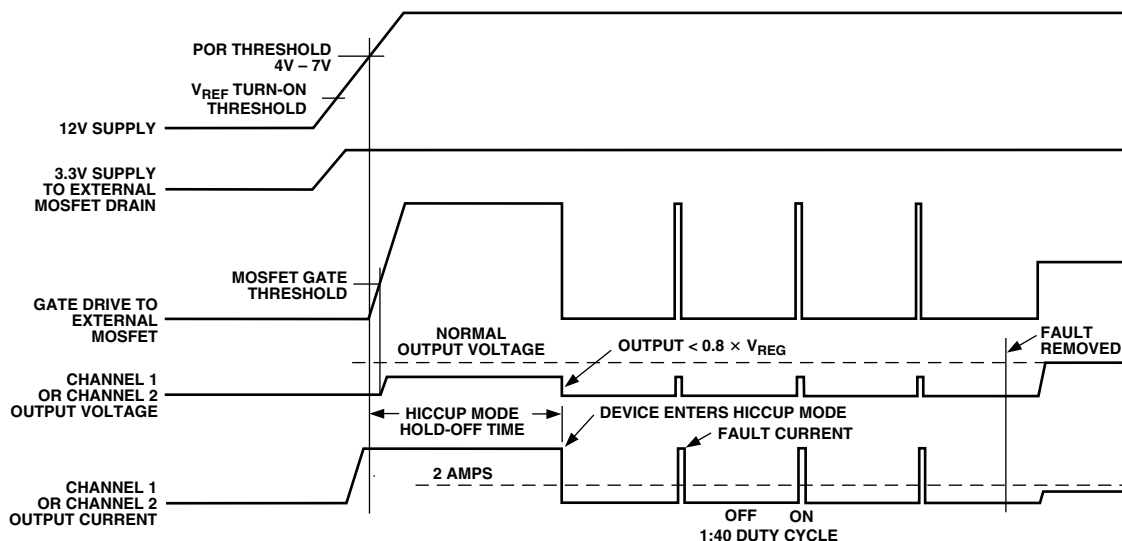 POR THRESHOLD
4V – 7V
VREF TURN-ON
THRESHOLD
12V SUPPLY
3.3V SUPPLY
TO EXTERNAL
MOSFET DRAIN
MOSFET GATE
THRESHOLD
GATE DRIVE TO
EXTERNAL
MOSFET
NORMAL
OUTPUT VOLTAGE
OUTPUT < 0.8 × VREG
FAULT
REMOVED
CHANNEL 1
OR CHANNEL 2
OUTPUT VOLTAGE
HICCUP MODE
HOLD-OFF TIME
DEVICE ENTERS HICCUP MODE
FAULT CURRENT
2 AMPS
CHANNEL 1
OR CHANNEL 2
OUTPUT CURRENT
OFF ON
1:40 DUTY CYCLE